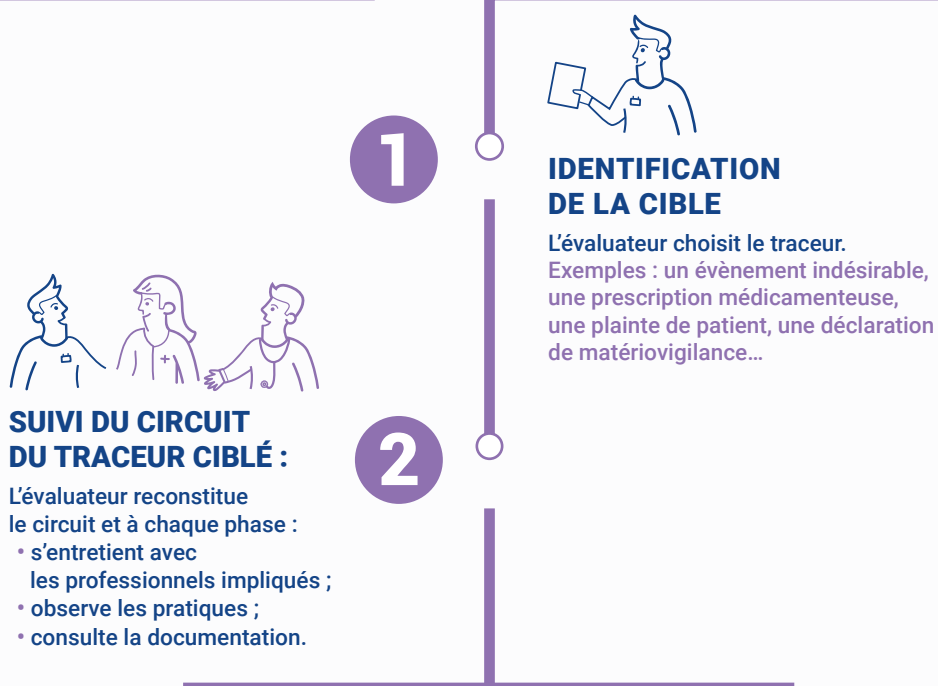 1
IDENTIFICATION
DE LA CIBLE
L’évaluateur choisit le traceur.
Exemples : un évènement indésirable,
une prescription médicamenteuse,
une plainte de patient, une déclaration
de matériovigilance…
2
SUIVI DU CIRCUIT
DU TRACEUR CIBLÉ :
L’évaluateur reconstitue
le circuit et à chaque phase :
• s’entretient avec
les professionnels impliqués ;
• observe les pratiques ;
• consulte la documentation.